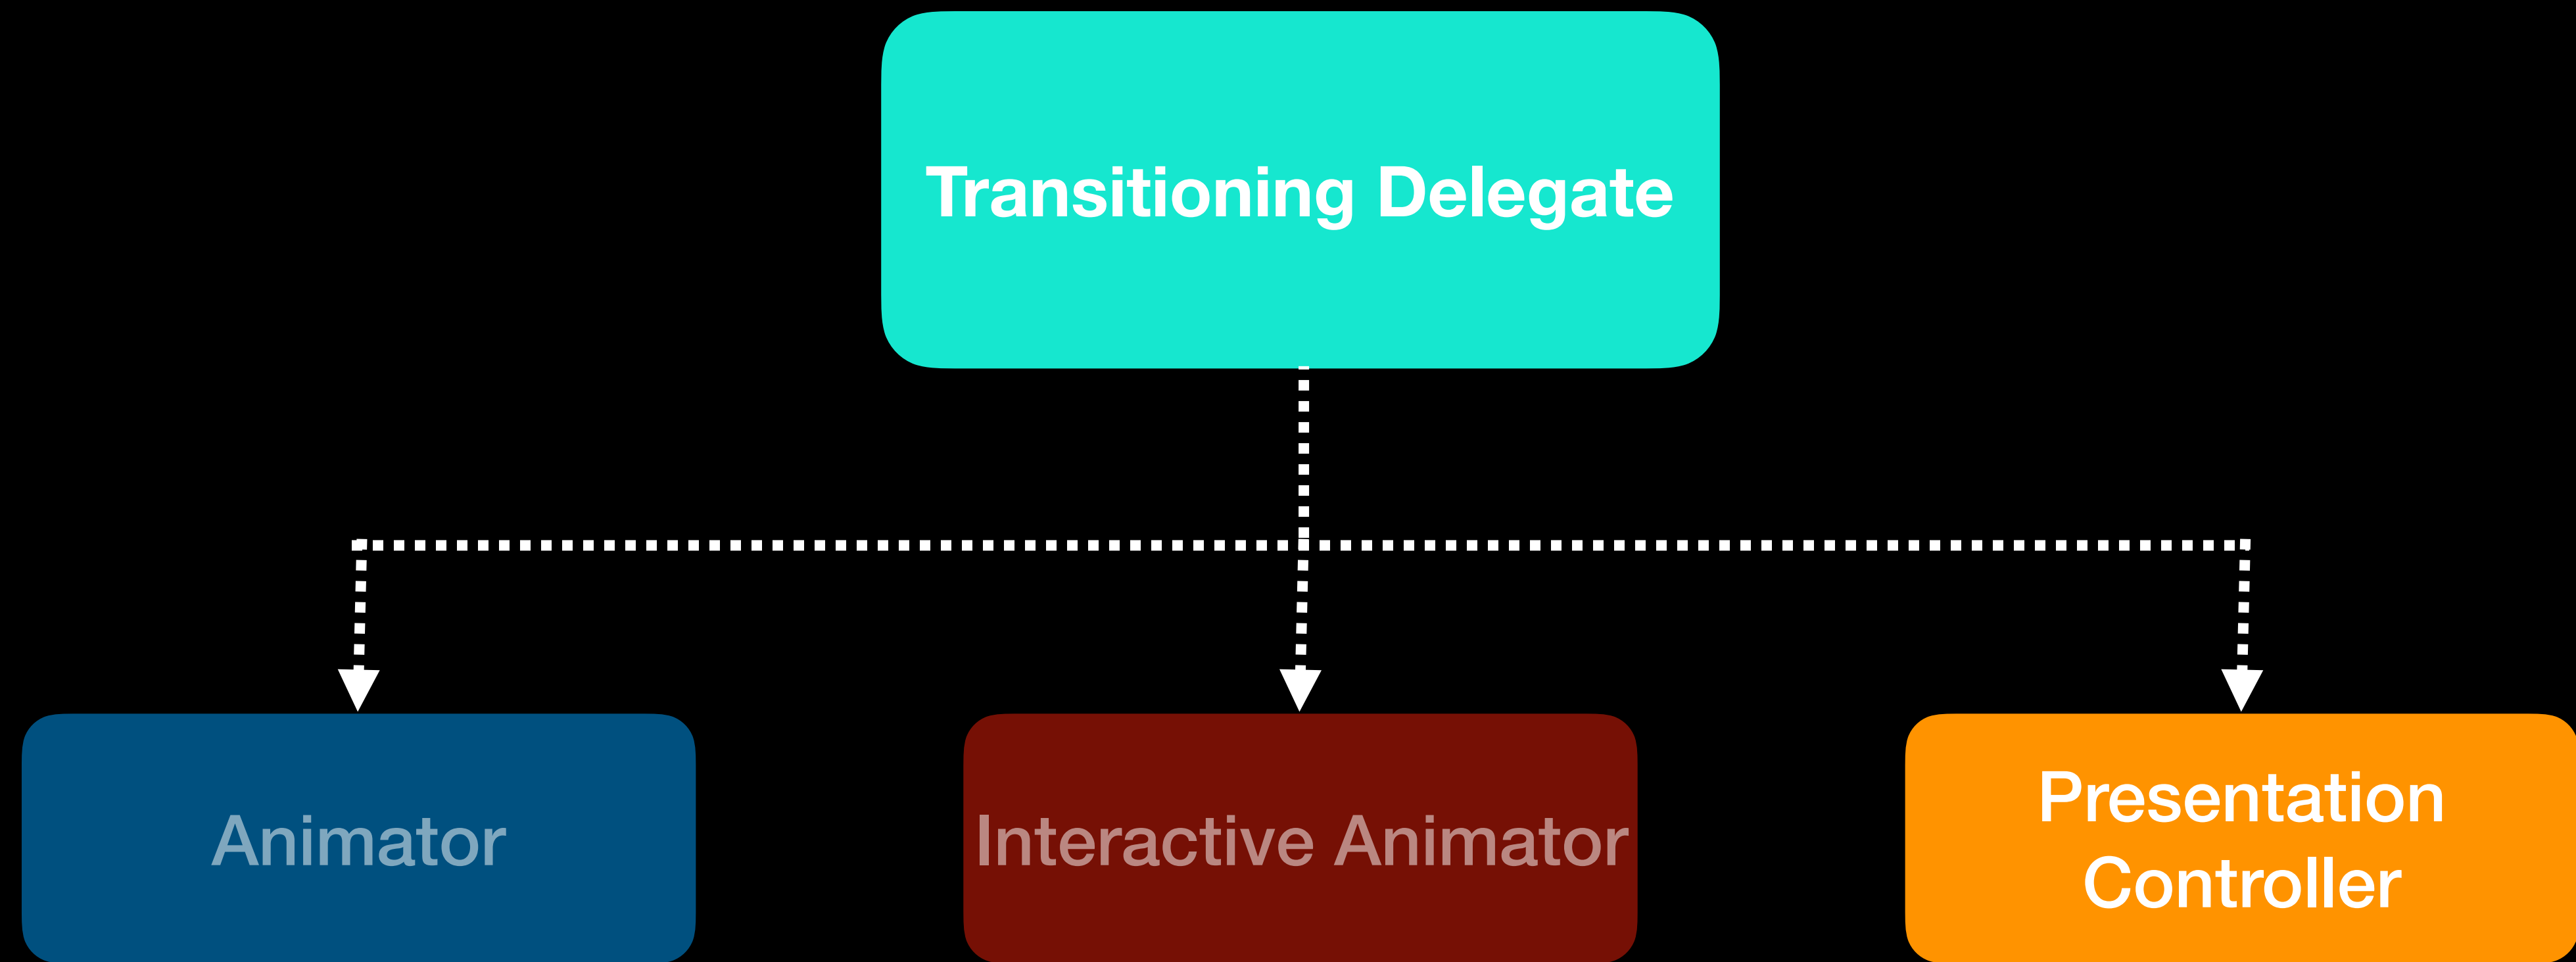 Transitioning Delegate
Animator
Interactive Animator
Presentation
Controller